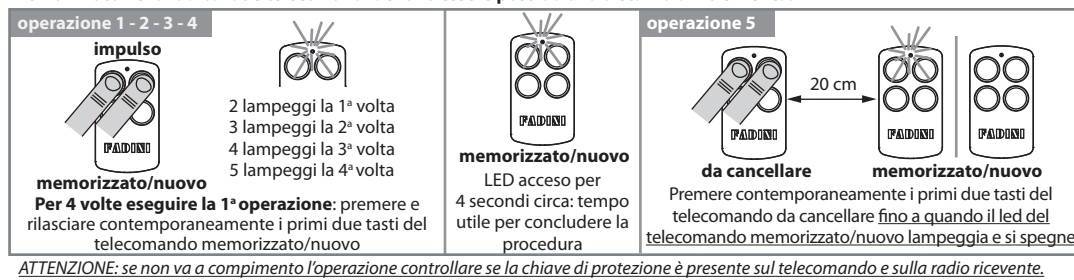 operazione 1 - 2 - 3 - 4
impulso
FADINI
memorizzato/nuovo
2 lampeggi la 1ª volta
3 lampeggi la 2ª volta
4 lampeggi la 3ª volta
5 lampeggi la 4ª volta
Per 4 volte eseguire la 1ª operazione: premere e
rilasciare contemporaneamente i primi due tasti del
telecomando memorizzato/nuovo
FADINI
memorizzato/nuovo
LED acceso per
4 secondi circa: tempo
utile per concludere la
procedura
operazione 5
20 cm
FADINI
FADINI
FADINI
da cancellare
memorizzato/nuovo
Premere contemporaneamente i primi due tasti del
telecomando da cancellare fino a quando il led del
telecomando memorizzato/nuovo lampeggia e si spegne
ATTENZIONE: se non va a compimento l'operazione controllare se la chiave di protezione è presente sul telecomando e sulla radio ricevente.